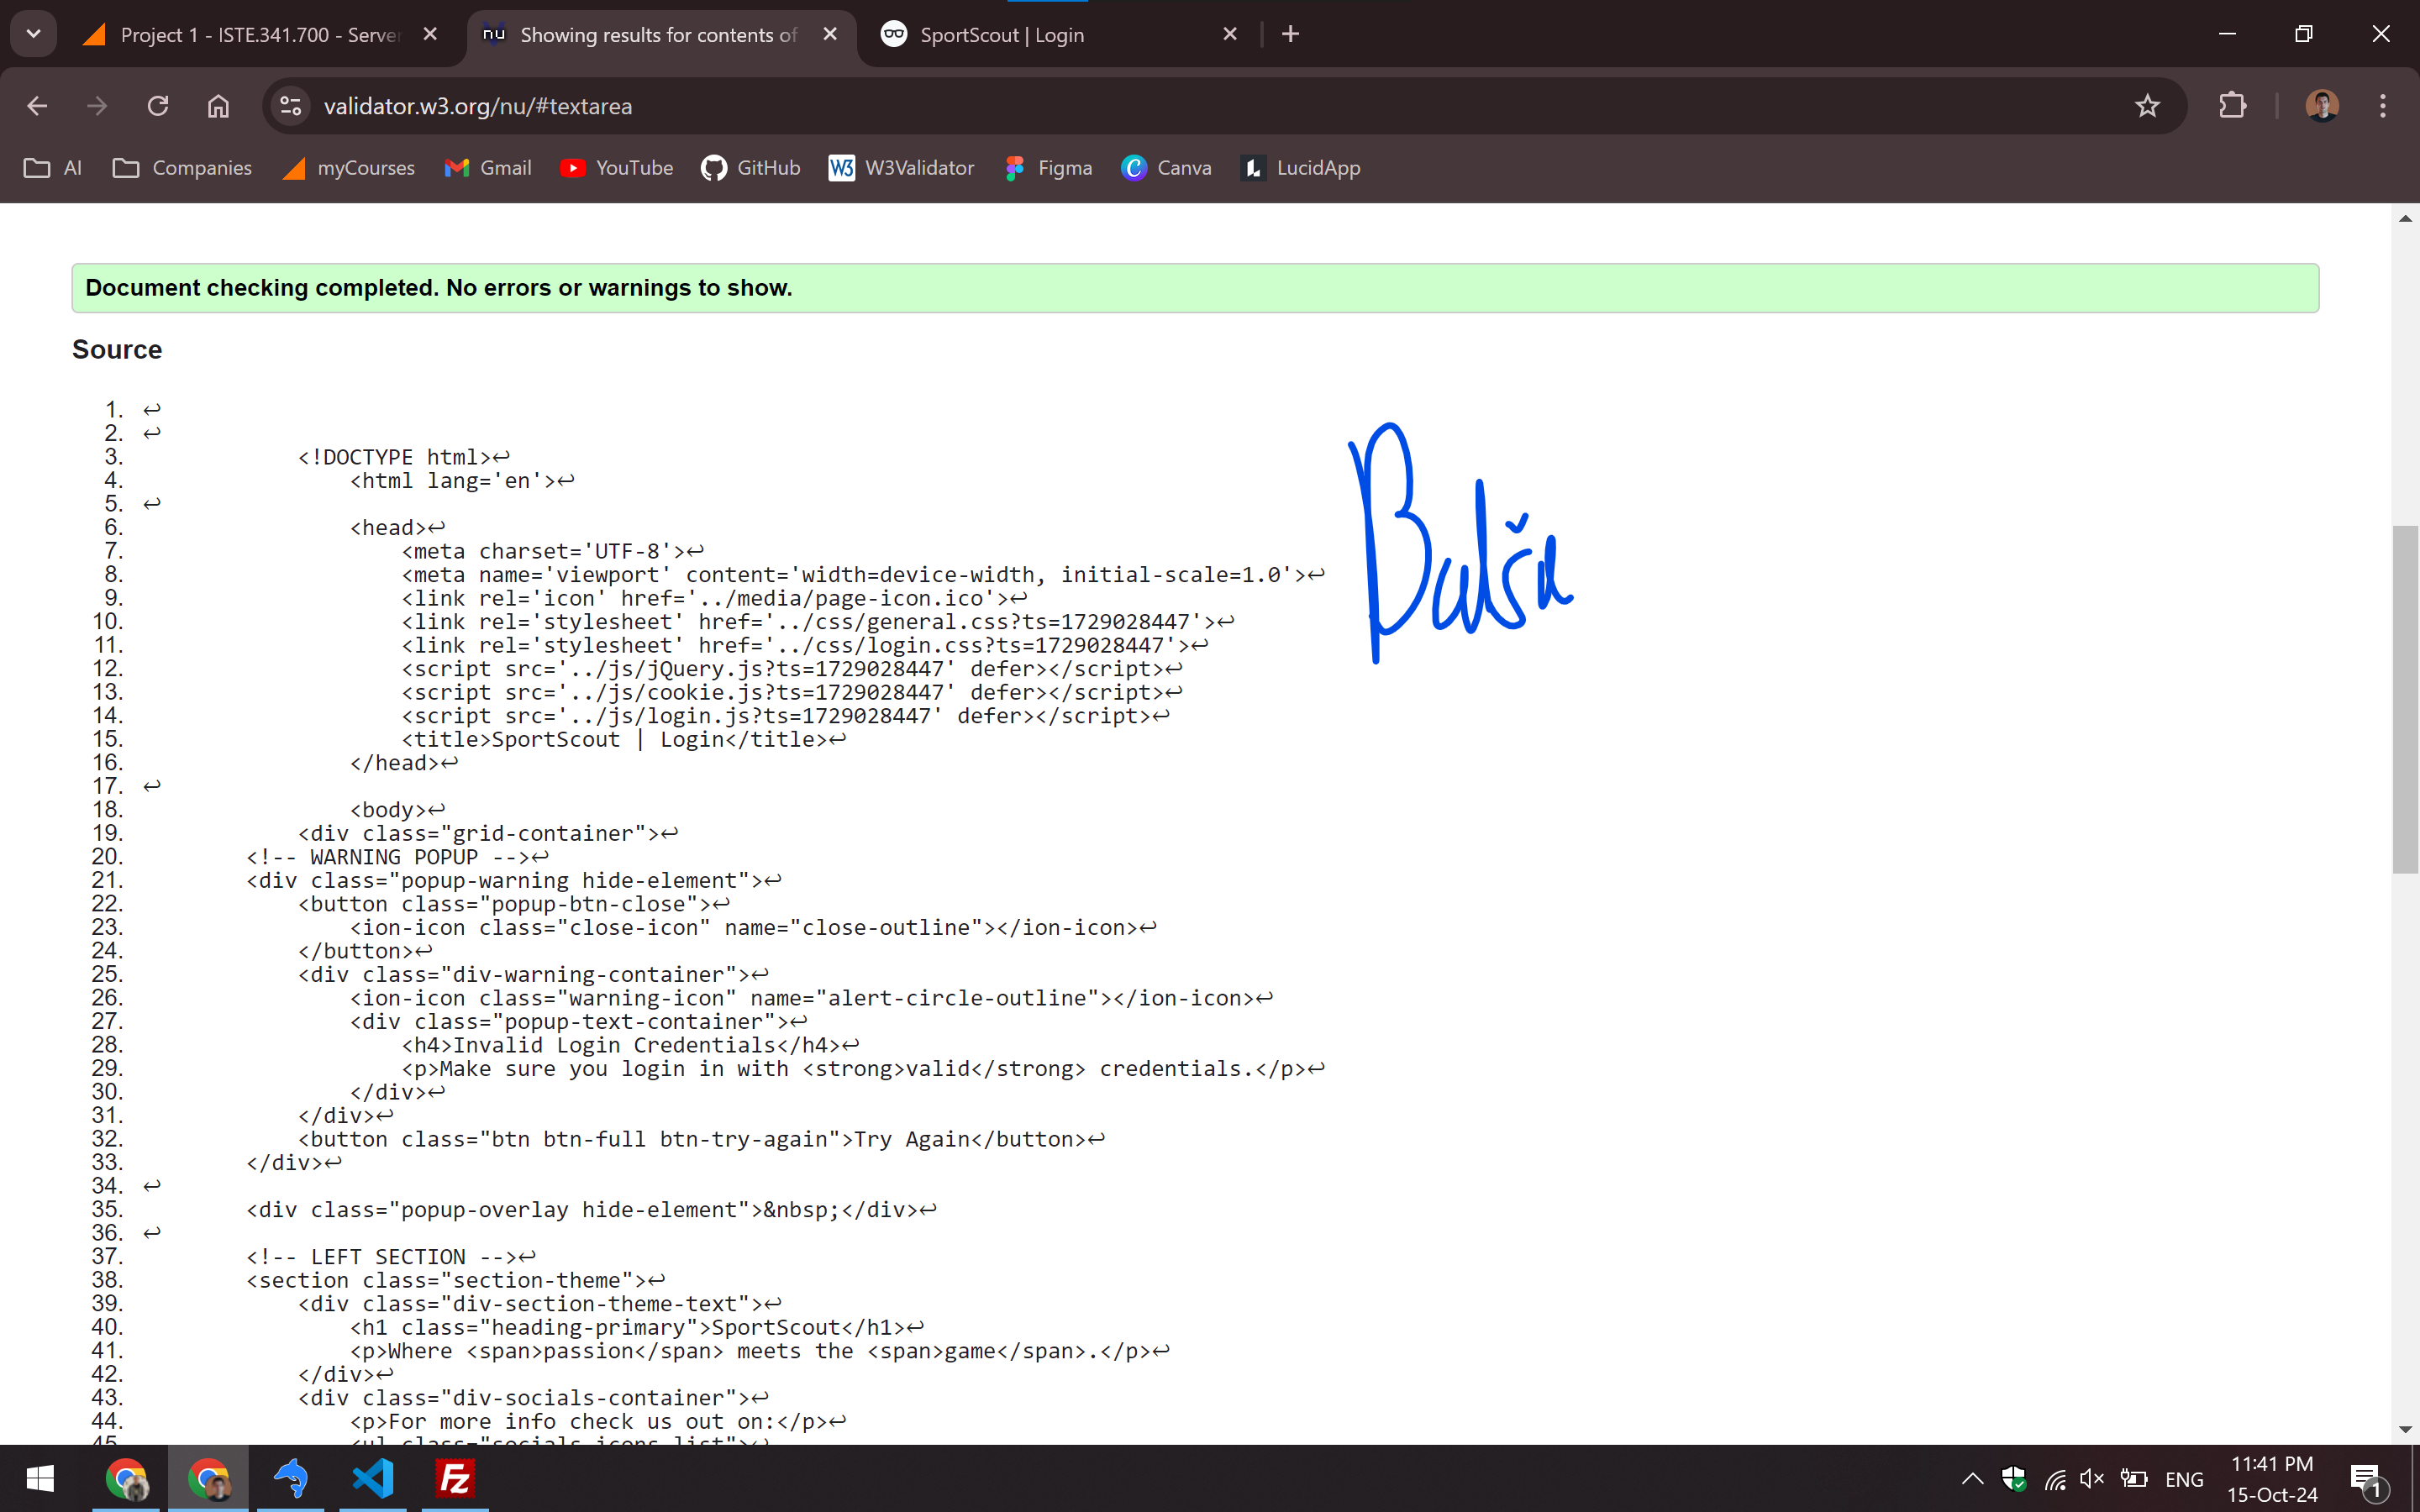 Project 1 - ISTE.341.700 - Server
nu Showing results for contents of
SportScout | Login
validator.w3.org/nu/#textarea
AI
Companies
myCourses
Gmail
YouTube
GitHub
W3 W3Validator
Figma
C Canva
L LucidApp
Document checking completed. No errors or warnings to show.
Source
1. ↩
2. ↩
3. <!DOCTYPE html>↩
4. <html lang='en'>↩
5. ↩
6. <head>↩
7. <meta charset='UTF-8'>↩
8. <meta name='viewport' content='width=device-width, initial-scale=1.0'>↩
9. <link rel='icon' href='../media/page-icon.ico'>↩
10. <link rel='stylesheet' href='../css/general.css?ts=1729028447'>↩
11. <link rel='stylesheet' href='../css/login.css?ts=1729028447'>↩
12. <script src='../js/jQuery.js?ts=1729028447' defer></script>↩
13. <script src='../js/cookie.js?ts=1729028447' defer></script>↩
14. <script src='../js/login.js?ts=1729028447' defer></script>↩
15. <title>SportScout | Login</title>↩
16. </head>↩
17. ↩
18. <body>↩
19. <div class="grid-container">↩
20. <!-- WARNING POPUP -->↩
21. <div class="popup-warning hide-element">↩
22. <button class="popup-btn-close">↩
23. <ion-icon class="close-icon" name="close-outline"></ion-icon>↩
24. </button>↩
25. <div class="div-warning-container">↩
26. <ion-icon class="warning-icon" name="alert-circle-outline"></ion-icon>↩
27. <div class="popup-text-container">↩
28. <h4>Invalid Login Credentials</h4>↩
29. <p>Make sure you login in with <strong>valid</strong> credentials.</p>↩
30. </div>↩
31. </div>↩
32. <button class="btn btn-full btn-try-again">Try Again</button>↩
33. </div>↩
34. ↩
35. <div class="popup-overlay hide-element">&nbsp;</div>↩
36. ↩
37. <!-- LEFT SECTION -->↩
38. <section class="section-theme">↩
39. <div class="div-section-theme-text">↩
40. <h1 class="heading-primary">SportScout</h1>↩
41. <p>Where <span>passion</span> meets the <span>game</span>.</p>↩
42. </div>↩
43. <div class="div-socials-container">↩
44. <p>For more info check us out on:</p>↩
45. <ul class="socials-icons-list">↩
Balša
Fz
ENG
11:41 PM
15-Oct-24
1